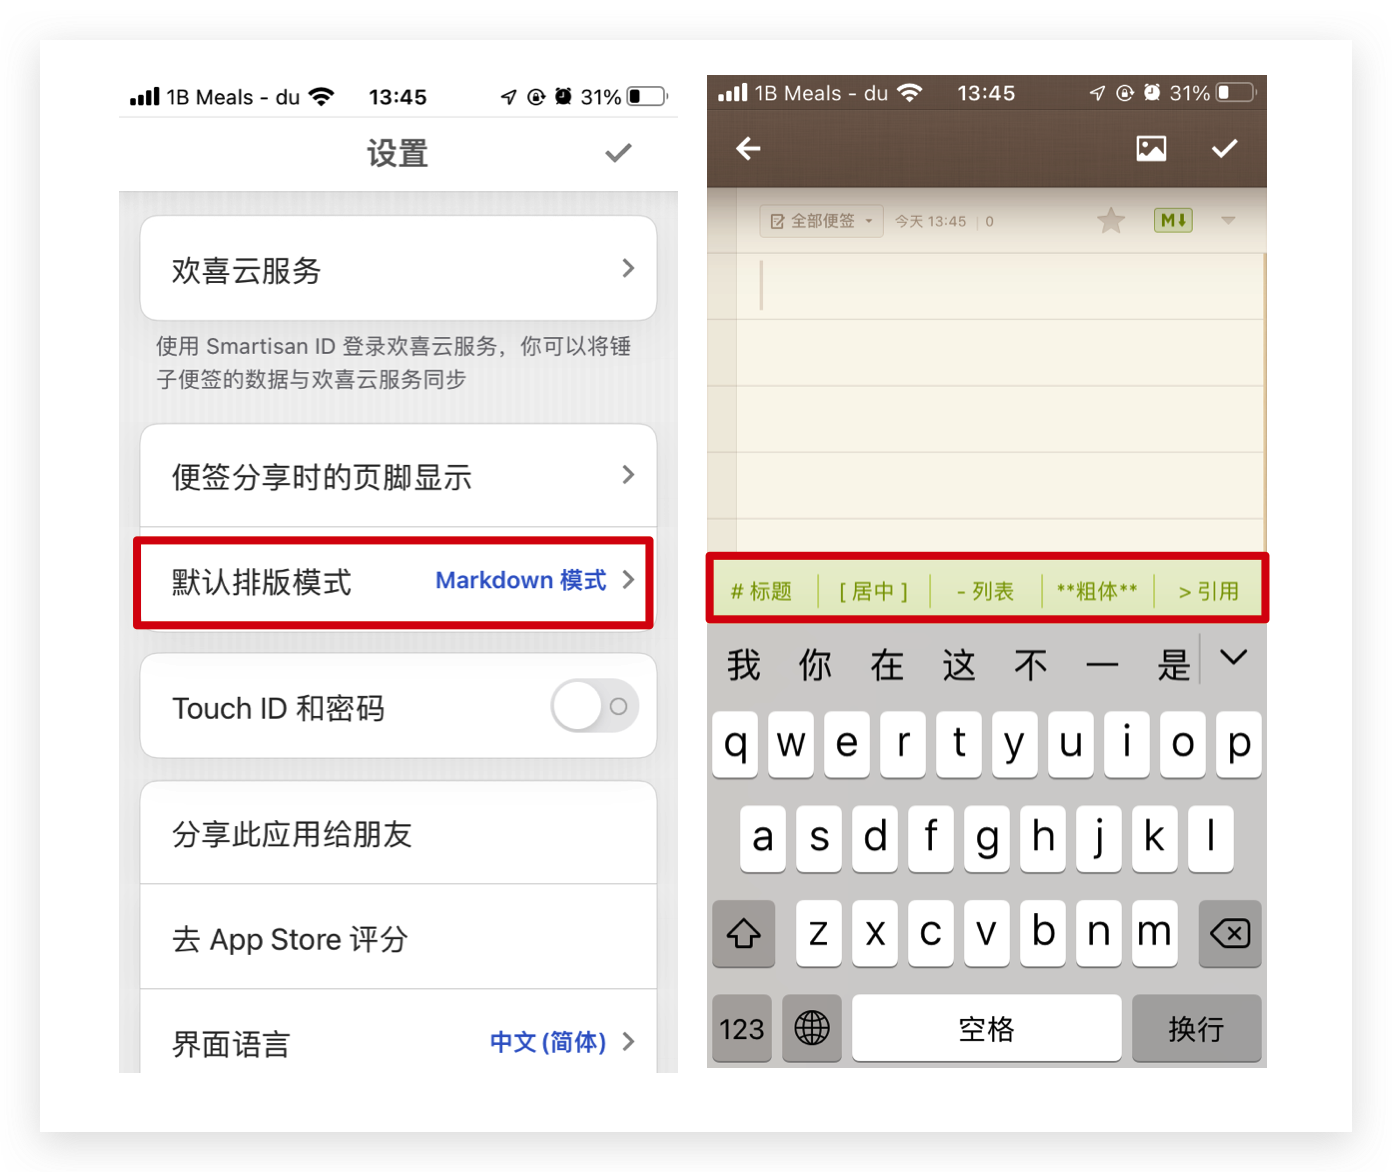 1B Meals - du 13:45 31%
设置
欢喜云服务
使用 Smartisan ID 登录欢喜云服务，你可以将锤
子便签的数据与欢喜云服务同步
便签分享时的页脚显示
默认排版模式 Markdown 模式
Touch ID 和密码
分享此应用给朋友
去 App Store 评分
界面语言 中文 (简体)
1B Meals - du 13:45 31%
全部便签 今天 13:45 | 0 M↓
# 标题 [ 居中 ] - 列表 **粗体** > 引用
我 你 在 这 不 一 是
q w e r t y u i o p
a s d f g h j k l
z x c v b n m
123 空格 换行